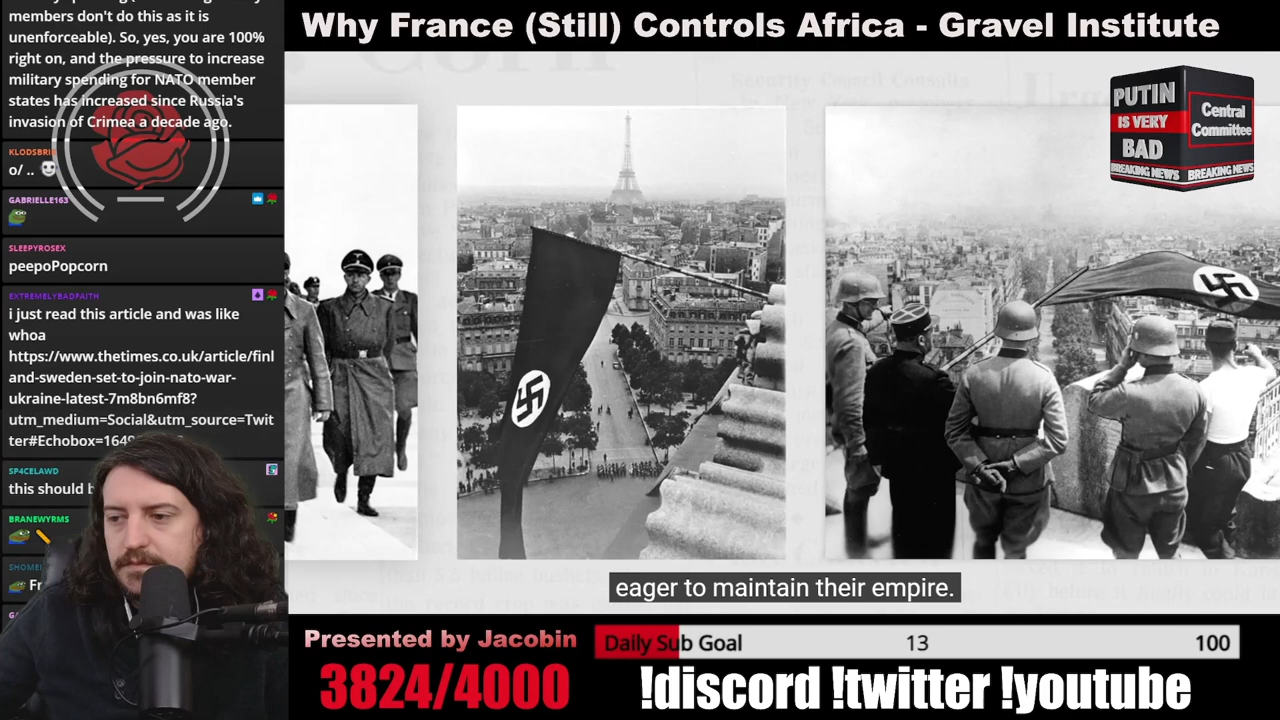 members don't do this as it is
unenforceable). So, yes, you are 100%
right on, and the pressure to increase
military spending for NATO member
states has increased since Russia's
invasion of Crimea a decade ago.
o/ ..
GABRIELLE163
SLEEPYROSEX
peepoPopcorn
EXTREMELYBADFAITH
i just read this article and was like
whoa
https://www.thetimes.co.uk/article/finl
and-sweden-set-to-join-nato-war-
ukraine-latest-7m8bn6mf8?
utm_medium=Social&utm_source=Twit
ter#Echobox=1649
SP4CELAWD
this should
BRANEWYRMS
Why France (Still) Controls Africa - Gravel Institute
Security Council
PUTIN
IS VERY
BAD
BREAKING NEWS
Central
Committee
BREAKING NEWS
eager to maintain their empire.
Presented by Jacobin
3824/4000
Daily Sub Goal
13
100
!discord !twitter !youtube